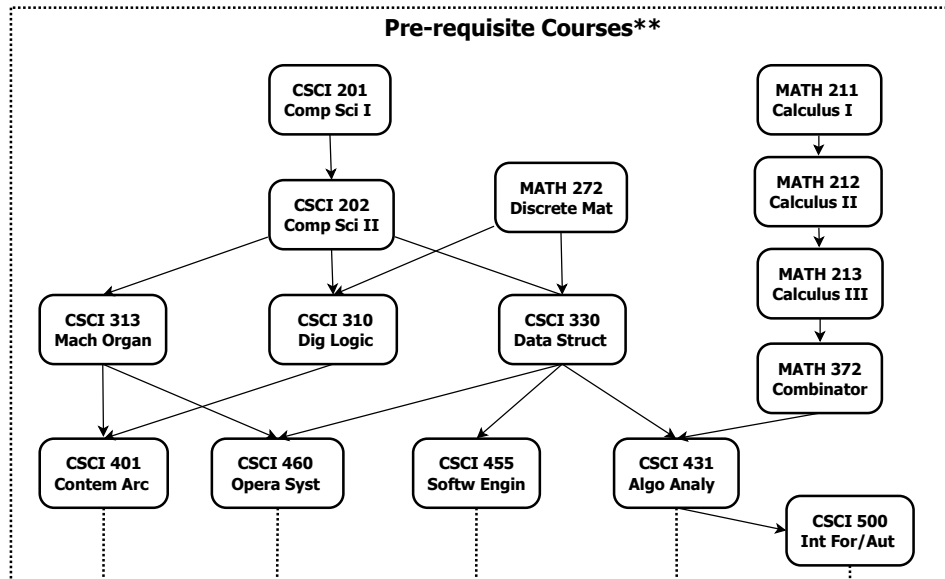 Pre-requisite Courses**
CSCI 201
Comp Sci I
MATH 211
Calculus I
CSCI 202
Comp Sci II
MATH 272
Discrete Mat
MATH 212
Calculus II
MATH 213
Calculus III
CSCI 313
Mach Organ
CSCI 310
Dig Logic
CSCI 330
Data Struct
MATH 372
Combinator
CSCI 401
Contem Arc
CSCI 460
Opera Syst
CSCI 455
Softw Engin
CSCI 431
Algo Analy
CSCI 500
Int For/Aut